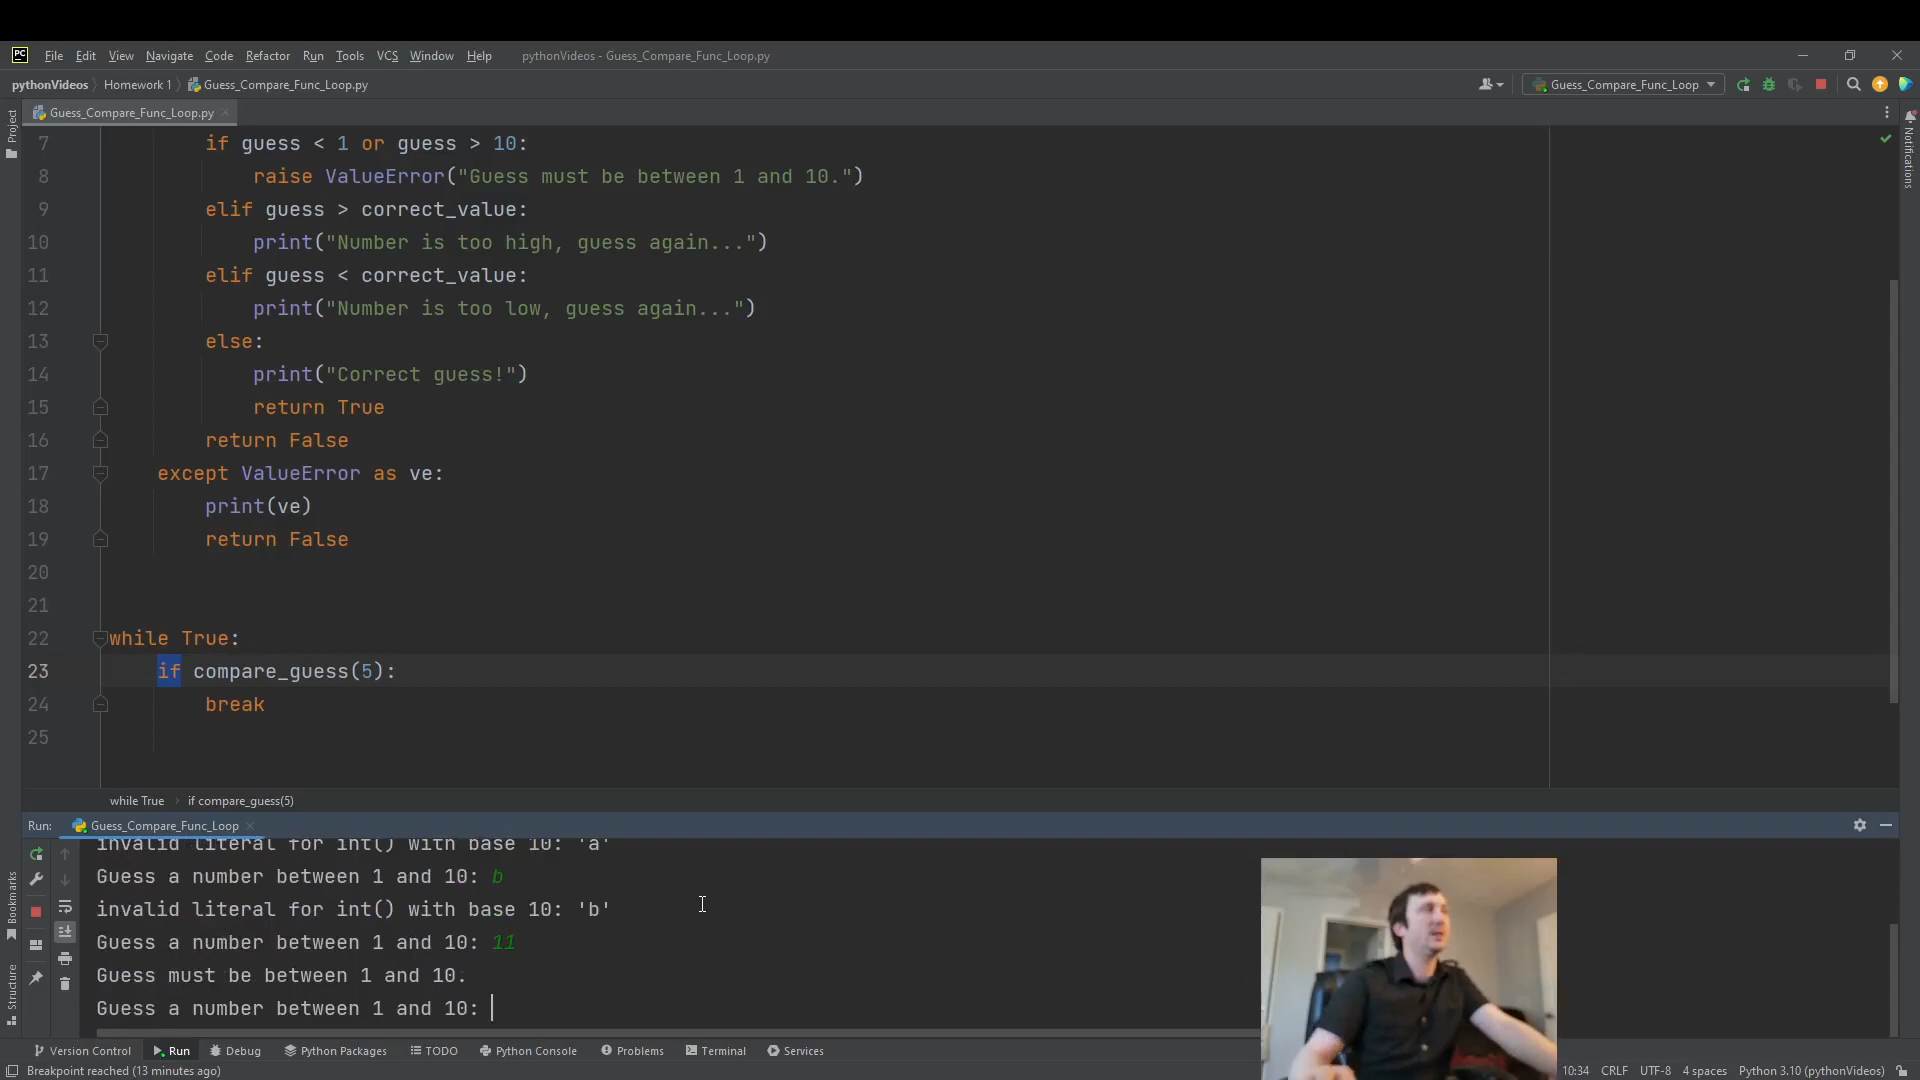 PC File Edit View Navigate Code Refactor Run Tools VCS Window Help pythonVideos - Guess_Compare_Func_Loop.py
pythonVideos Homework 1 Guess_Compare_Func_Loop.py Guess_Compare_Func_Loop
Guess_Compare_Func_Loop.py
Project
Notifications
7 if guess < 1 or guess > 10:
8 raise ValueError("Guess must be between 1 and 10.")
9 elif guess > correct_value:
10 print("Number is too high, guess again...")
11 elif guess < correct_value:
12 print("Number is too low, guess again...")
13 else:
14 print("Correct guess!")
15 return True
16 return False
17 except ValueError as ve:
18 print(ve)
19 return False
20
21
22 while True:
23 if compare_guess(5):
24 break
25
while True if compare_guess(5)
Run: Guess_Compare_Func_Loop
invalid literal for int() with base 10: 'a'
Guess a number between 1 and 10: b
invalid literal for int() with base 10: 'b'
Guess a number between 1 and 10: 11
Guess must be between 1 and 10.
Guess a number between 1 and 10:
Bookmarks
Structure
Version Control Run Debug Python Packages TODO Python Console Problems Terminal Services
Breakpoint reached (13 minutes ago) 10:34 CRLF UTF-8 4 spaces Python 3.10 (pythonVideos)